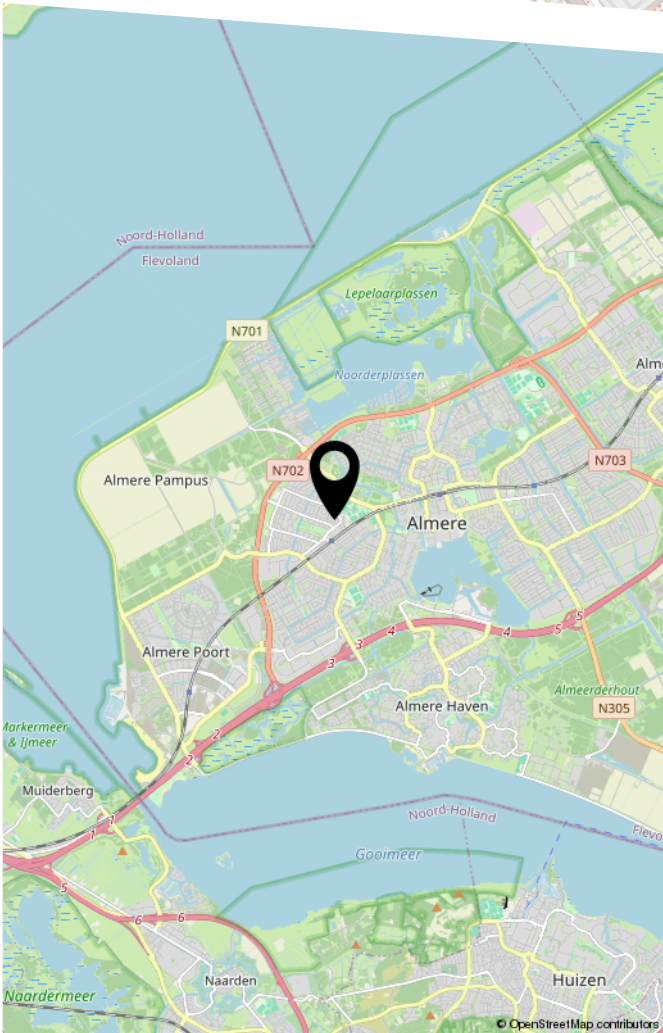 Noord-Holland
Flevoland
Lepelaarplassen
N701
Noorderplassen
Alm
Almere Pampus
N702
N703
Almere
3
4
4
5
5
3
Almere Poort
Almeerderhout
Almere Haven
N305
Markermeer
& IJmeer
2
2
Muiderberg
1
1
Noord-Holland
Flevo
Gooimeer
5
6
6
Naarden
Huizen
Naardermeer
© OpenStreetMap contributors